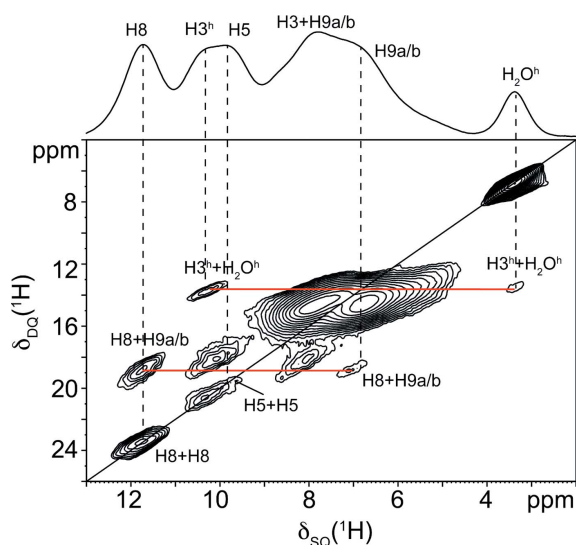 H8
H3ʰ
H5
H3+H9a/b
H9a/b
H₂Oʰ
ppm
8
12
16
20
24
δDQ(¹H)
H3ʰ+H₂Oʰ
H3ʰ+H₂Oʰ
H8+H9a/b
H8+H9a/b
H5+H5
H8+H8
12
10
8
6
4
ppm
δSQ(¹H)